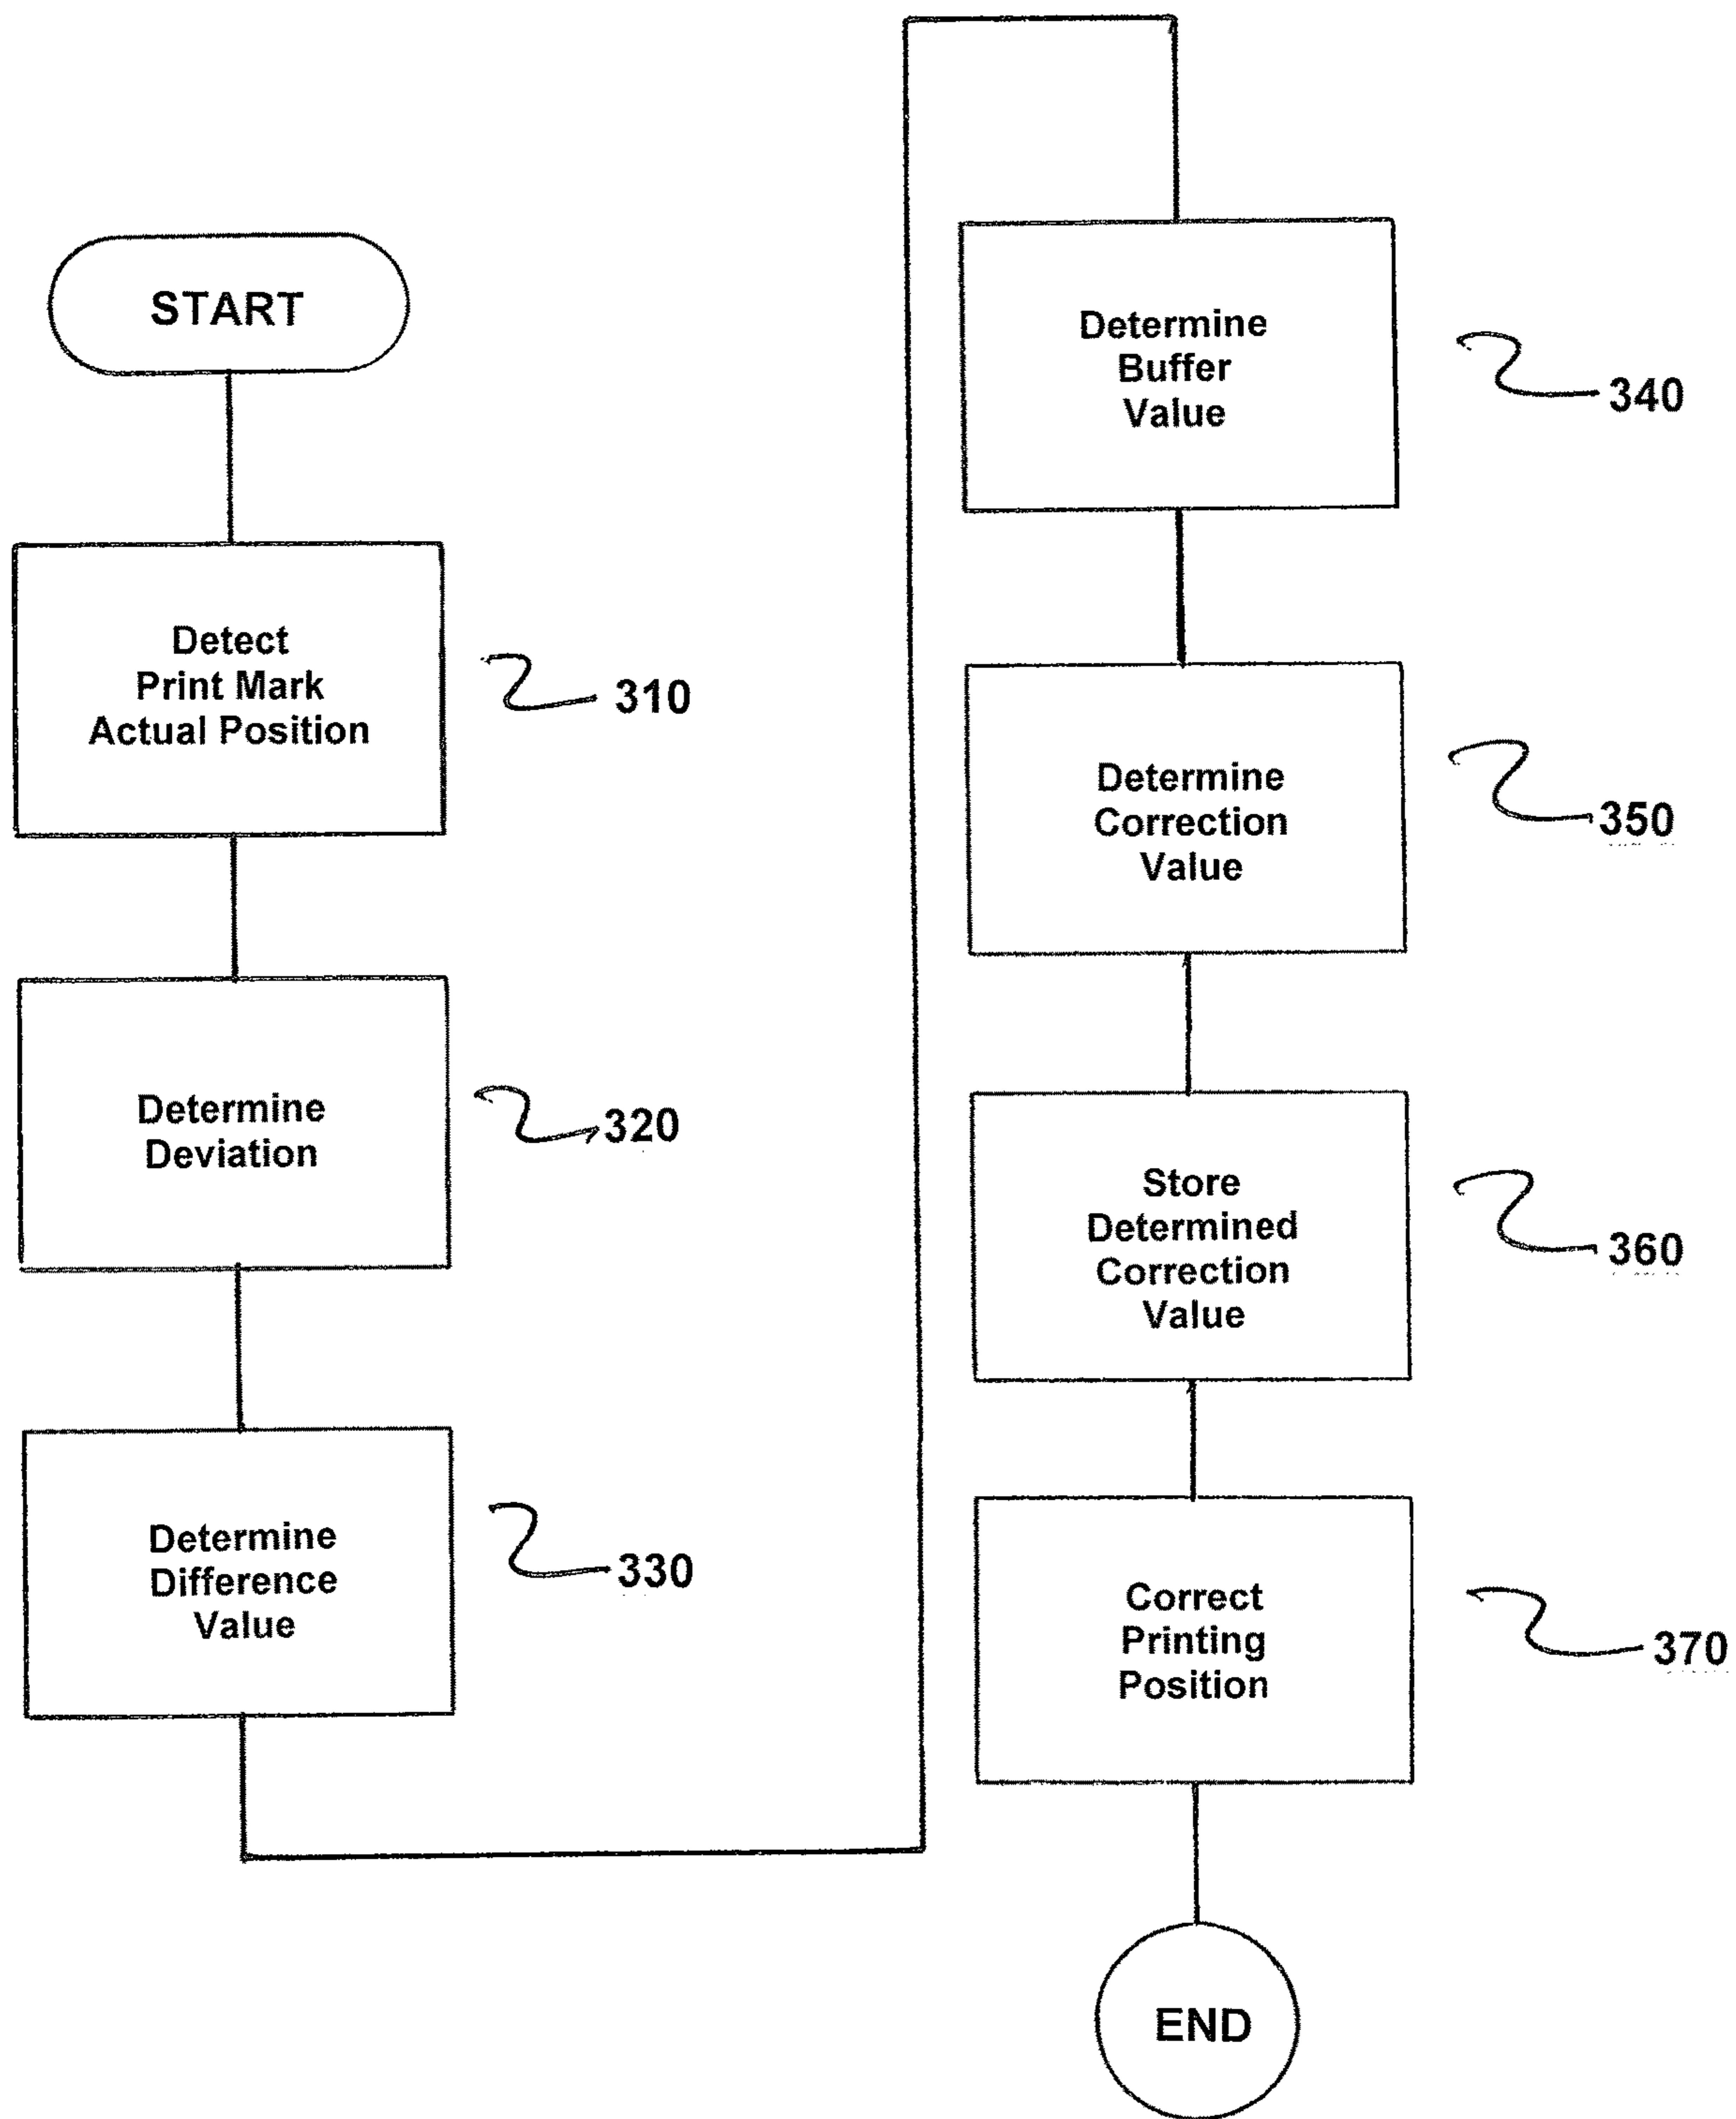 START
Detect
Print Mark
Actual Position
310
Determine
Deviation
320
Determine
Difference
Value
330
Determine
Buffer
Value
340
Determine
Correction
Value
350
Store
Determined
Correction
Value
360
Correct
Printing
Position
370
END